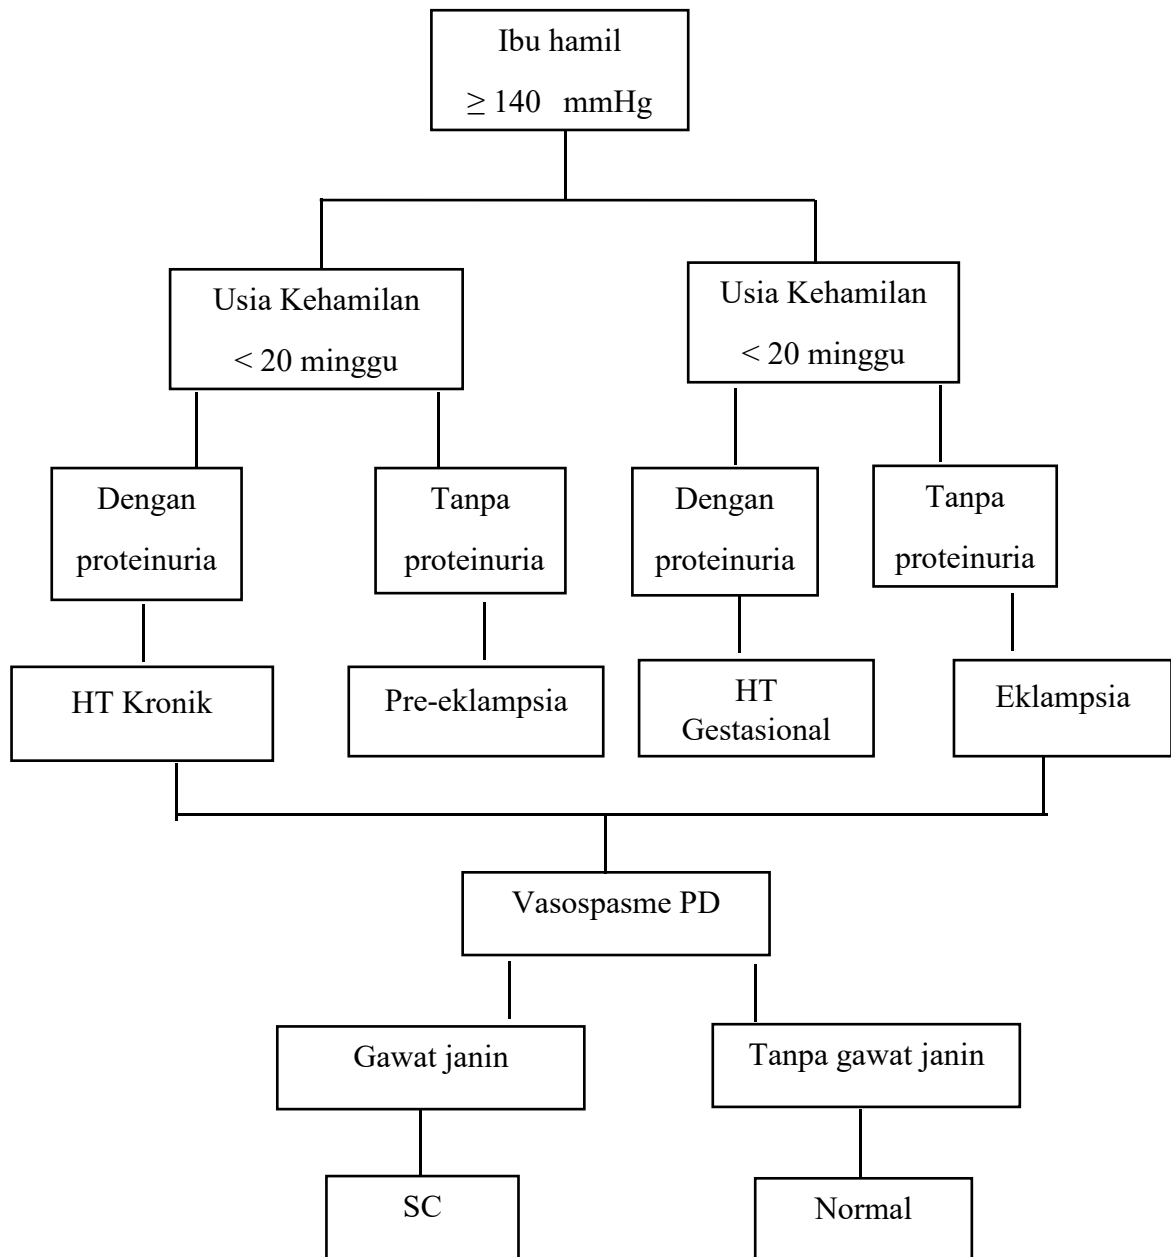 Ibu hamil
≥ 140 mmHg
Usia Kehamilan
< 20 minggu
Usia Kehamilan
< 20 minggu
Dengan
proteinuria
Tanpa
proteinuria
Dengan
proteinuria
Tanpa
proteinuria
HT Kronik
Pre-eklampsia
HT
Gestasional
Eklampsia
Vasospasme PD
Gawat janin
Tanpa gawat janin
SC
Normal